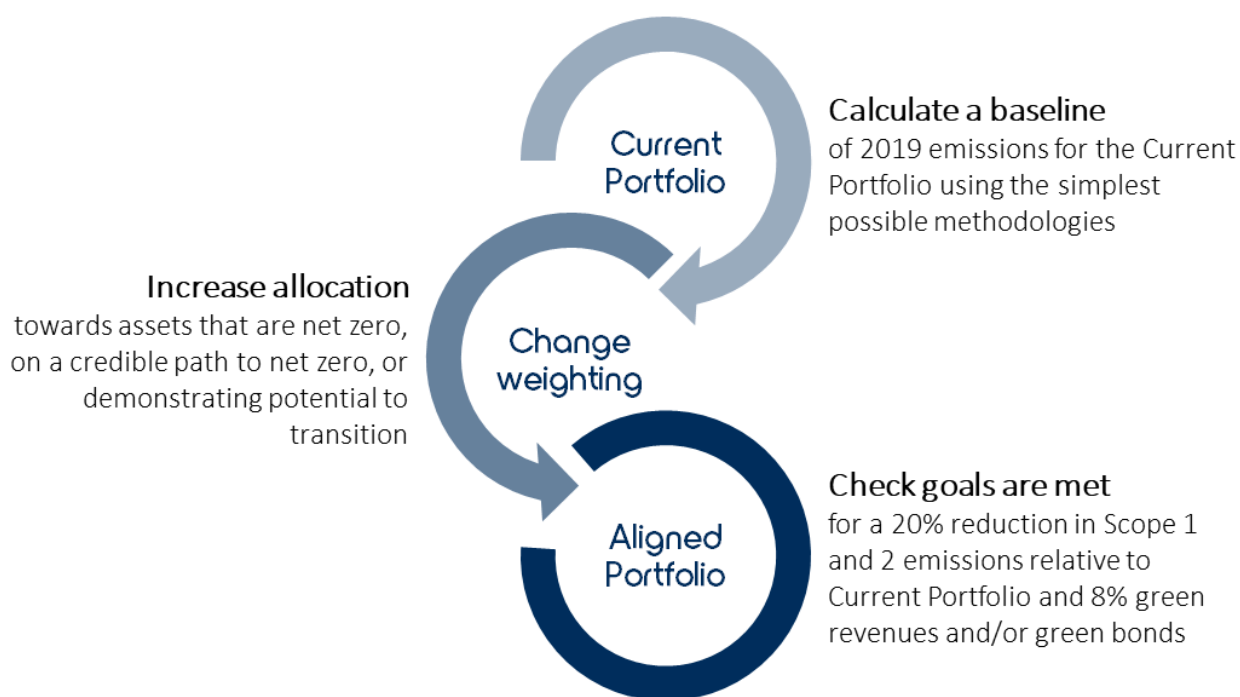 Current
Portfolio
Calculate a baseline
of 2019 emissions for the Current
Portfolio using the simplest
possible methodologies
Increase allocation
towards assets that are net zero,
on a credible path to net zero, or
demonstrating potential to
transition
Change
weighting
Aligned
Portfolio
Check goals are met
for a 20% reduction in Scope 1
and 2 emissions relative to
Current Portfolio and 8% green
revenues and/or green bonds